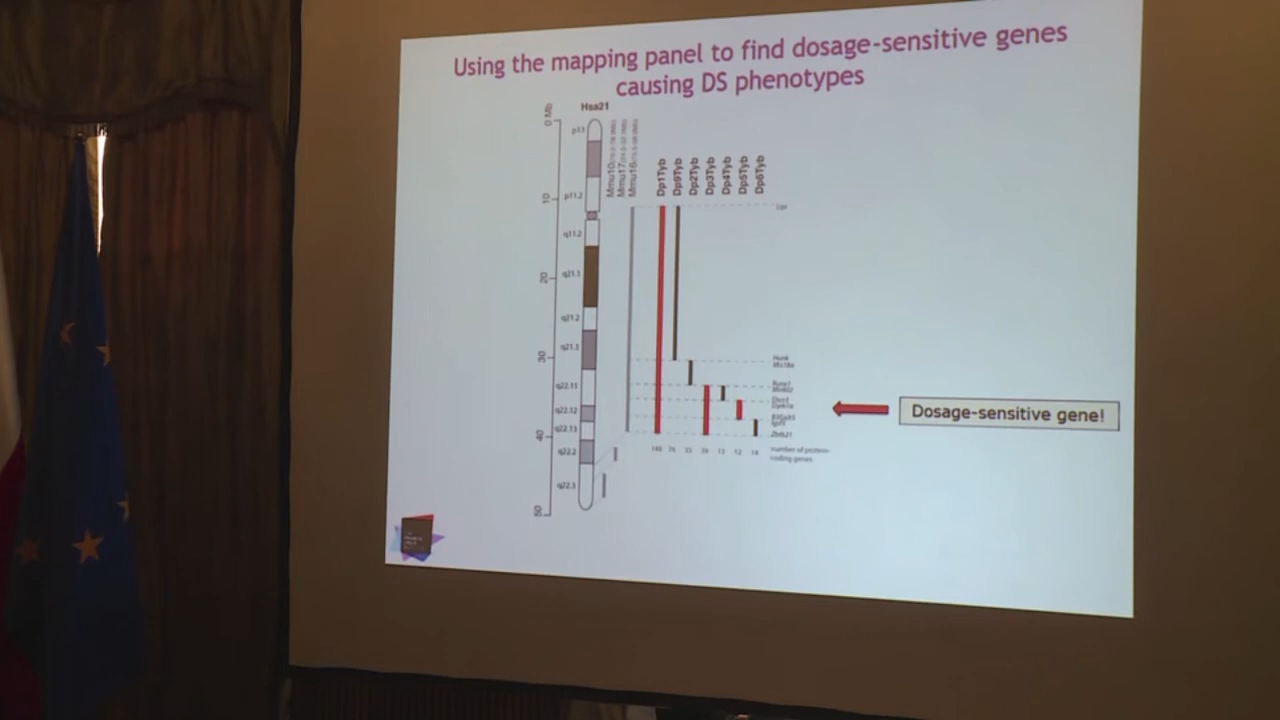 Using the mapping panel to find dosage-sensitive genes
causing DS phenotypes
Hsa21
0 Mb
10
20
30
40
50
p13
p11.2
q11.2
q21.1
q21.2
q21.3
q22.11
q22.12
q22.13
q22.2
q22.3
Mmu10
Mmu17
Mmu16
Dp1Tyb
Dp9Tyb
Dp2Tyb
Dp3Tyb
Dp4Tyb
Dp5Tyb
Dp6Tyb
Hunk
Zbtb21
number of protein-
coding genes
Dosage-sensitive gene!